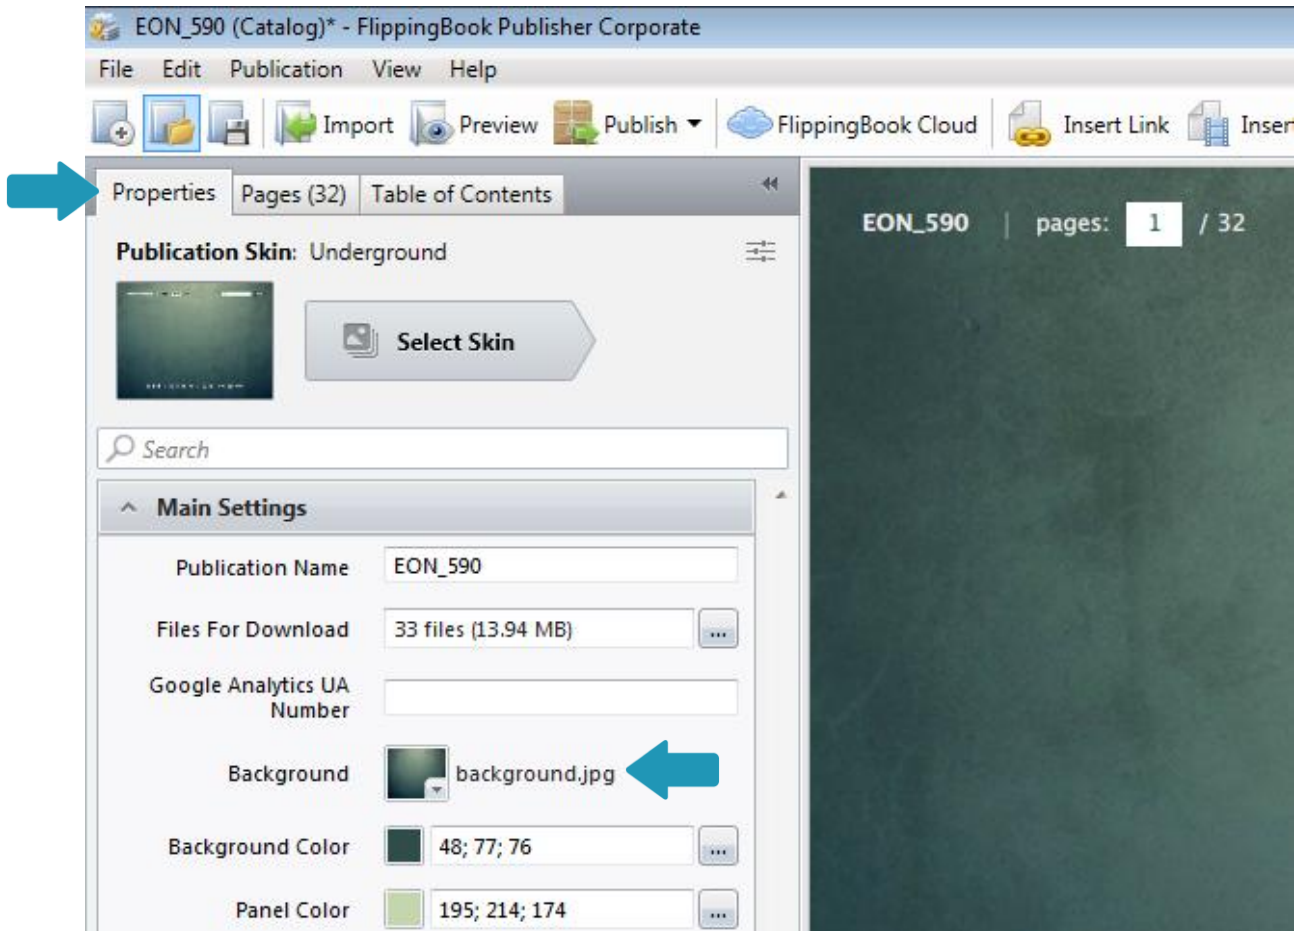 EON_590 (Catalog)* - FlippingBook Publisher Corporate
File Edit Publication View Help
Import Preview Publish FlippingBook Cloud Insert Link Insert
Properties Pages (32) Table of Contents
EON_590 | pages: 1 / 32
Publication Skin: Underground
Select Skin
Search
Main Settings
Publication Name EON_590
Files For Download 33 files (13.94 MB) ...
Google Analytics UA
Number
Background background.jpg
Background Color 48; 77; 76 ...
Panel Color 195; 214; 174 ...